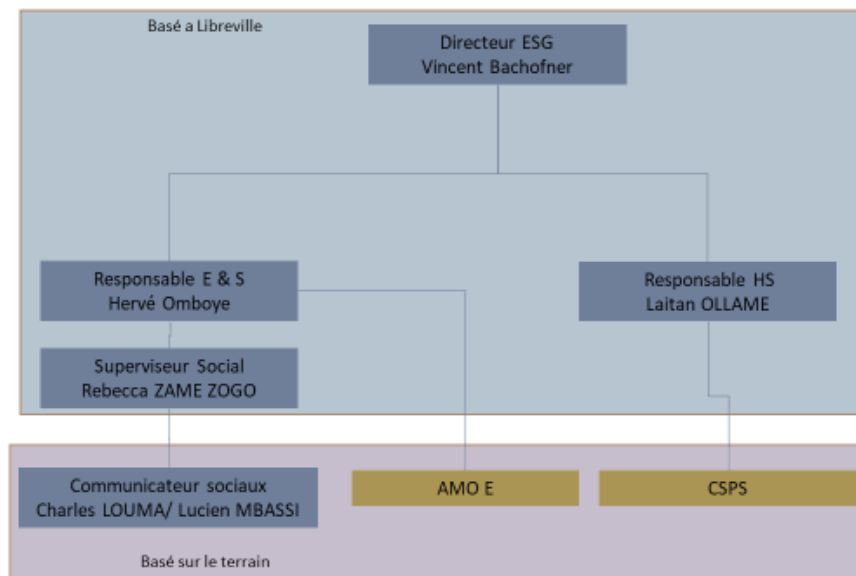 Basé a Libreville
Directeur ESG
Vincent Bachofner
Responsable E & S
Hervé Omboye
Responsable HS
Laitan OLLAME
Superviseur Social
Rebecca ZAME ZOGO
Communicateur sociaux
Charles LOUMA/ Lucien MBASSI
AMO E
CSPS
Basé sur le terrain